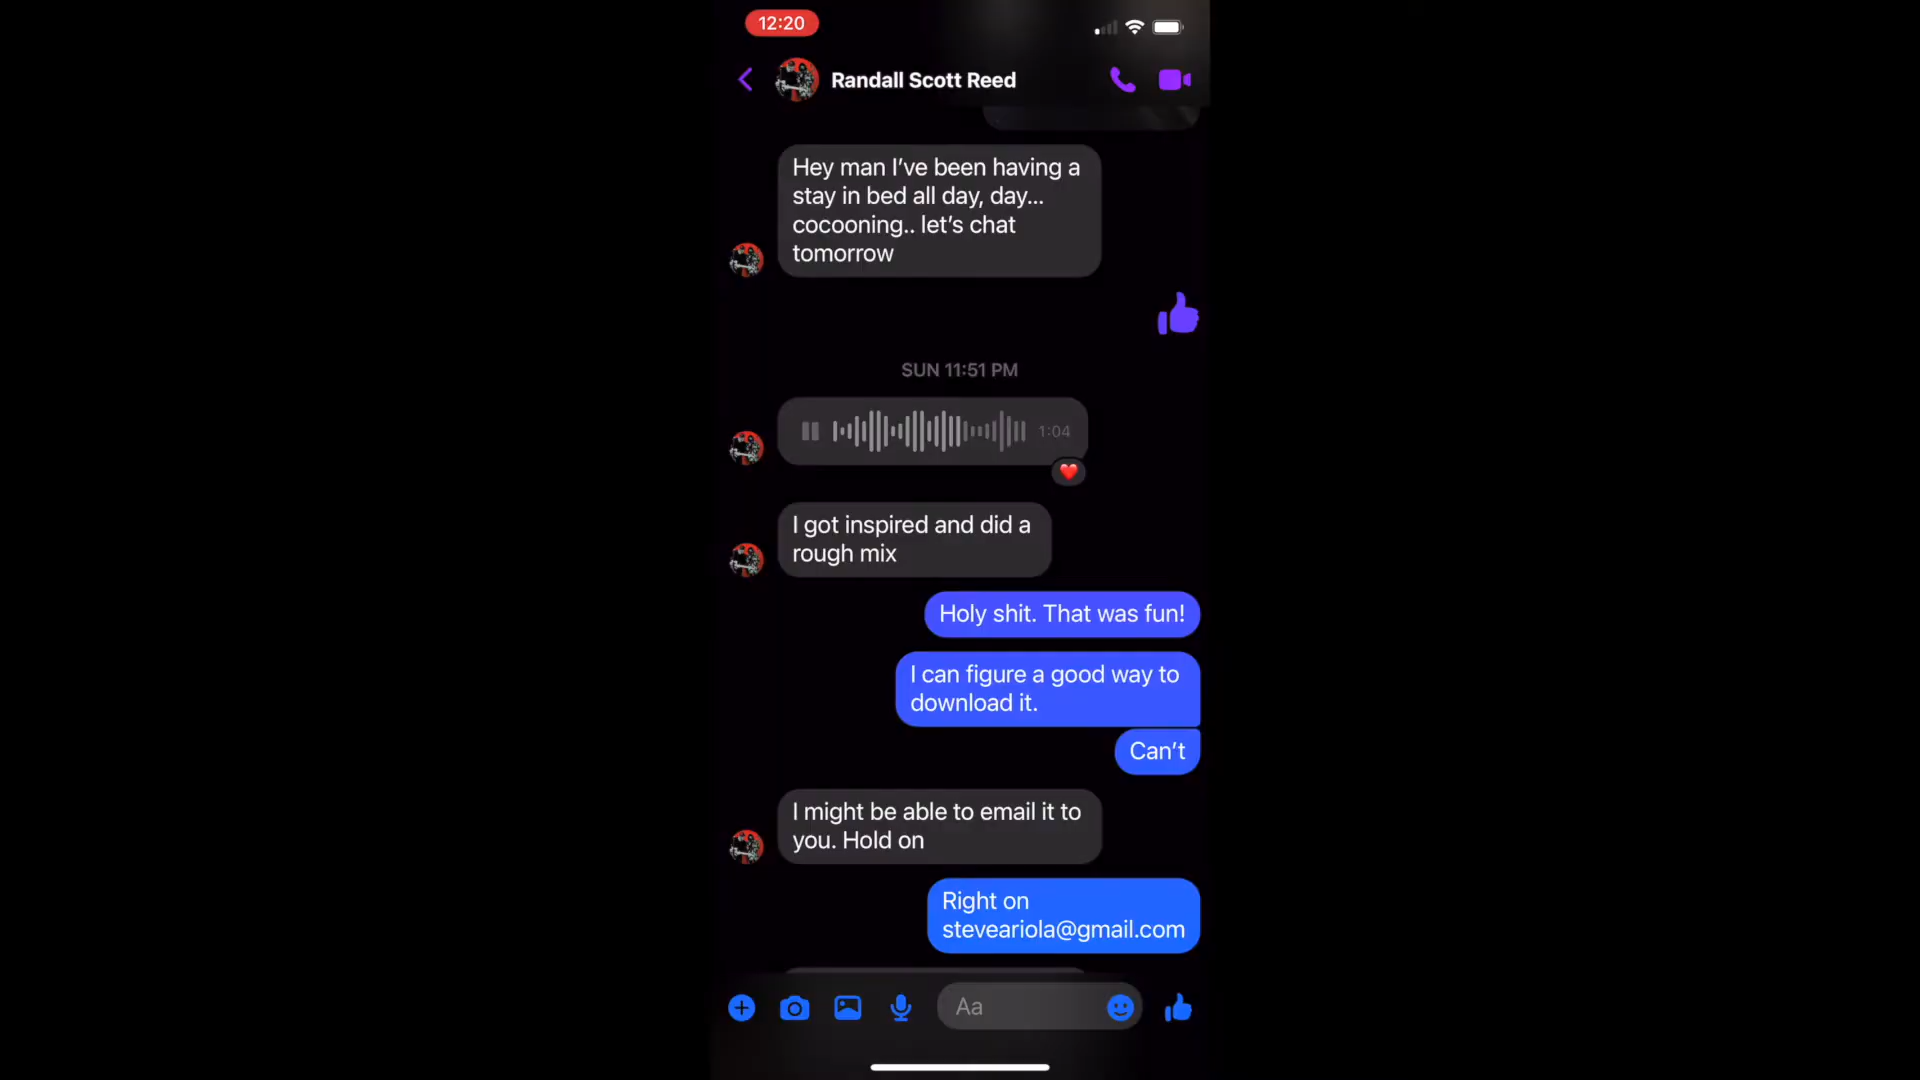 12:20
Randall Scott Reed
Hey man I’ve been having a
stay in bed all day, day...
cocooning.. let’s chat
tomorrow
SUN 11:51 PM
1:04
I got inspired and did a
rough mix
Holy shit. That was fun!
I can figure a good way to
download it.
Can’t
I might be able to email it to
you. Hold on
Right on
steveariola@gmail.com
Aa